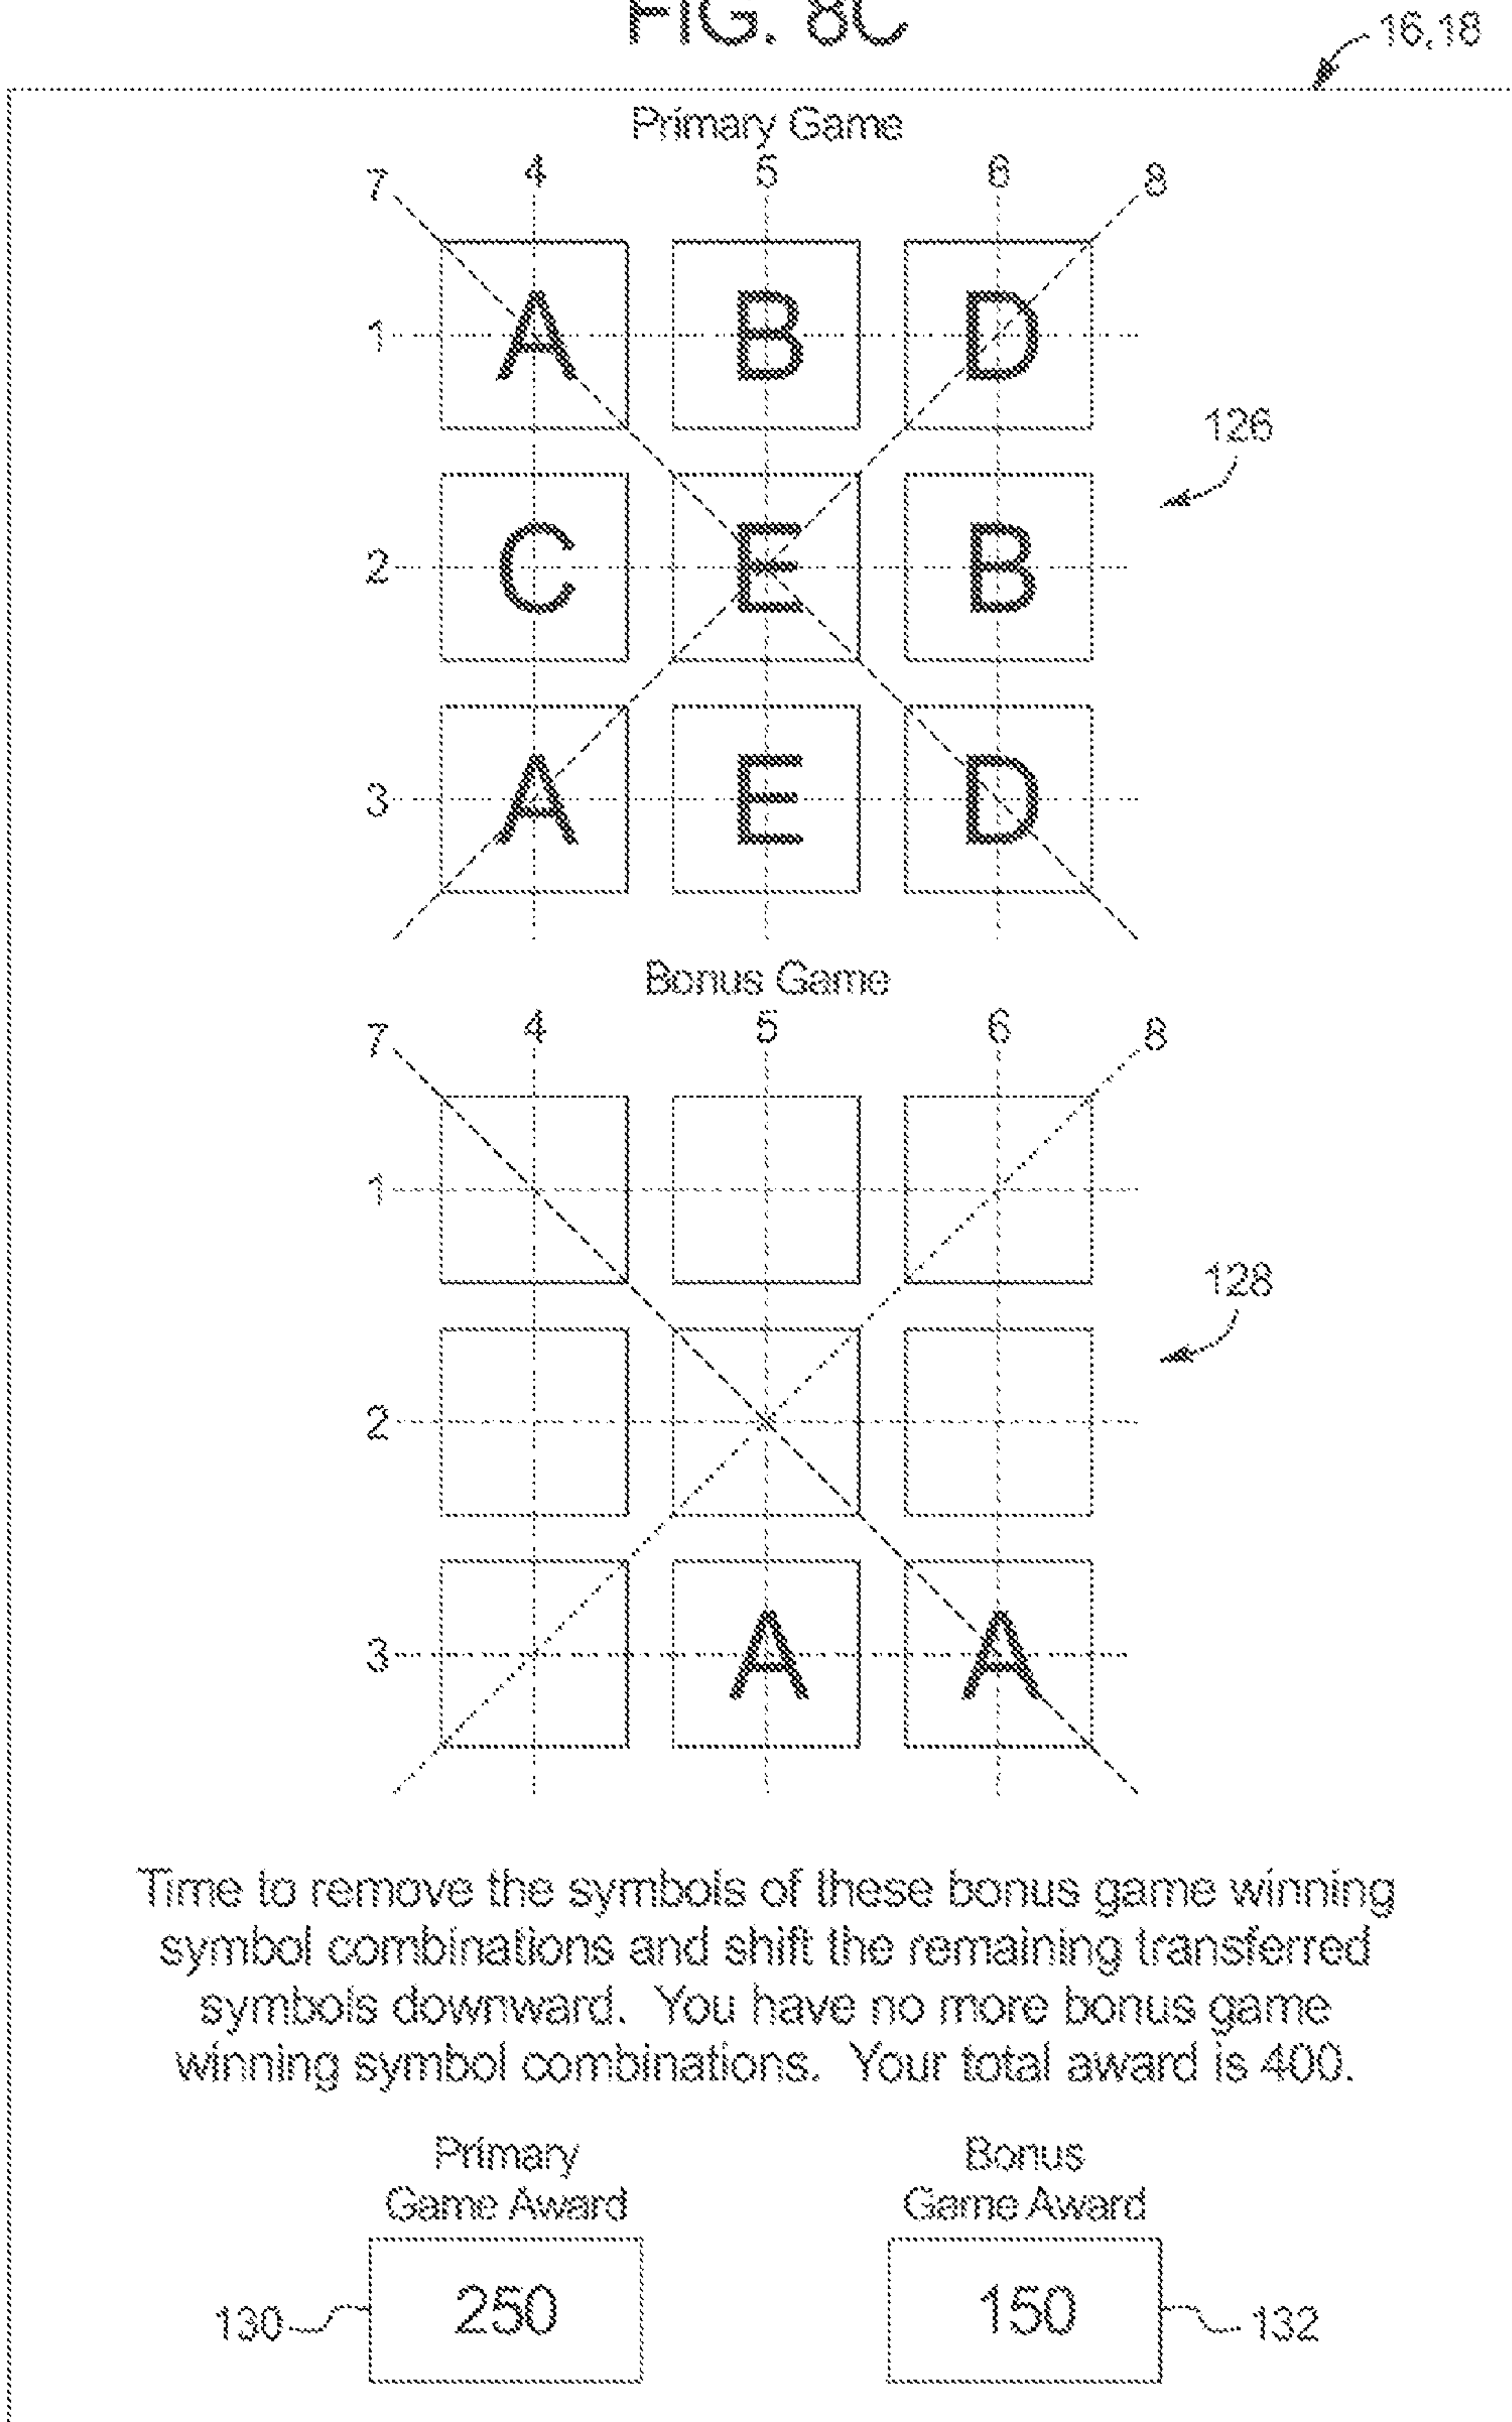 FIG. 8C
16,18
Primary Game
7 4 5 6 8
1 A B D
126
2 C E B
3 A E D
Bonus Game
7 4 5 6 8
1
128
2
3 A A
Time to remove the symbols of these bonus game winning
symbol combinations and shift the remaining transferred
symbols downward. You have no more bonus game
winning symbol combinations. Your total award is 400.
Primary Bonus
Game Award Game Award
130 250 150 132